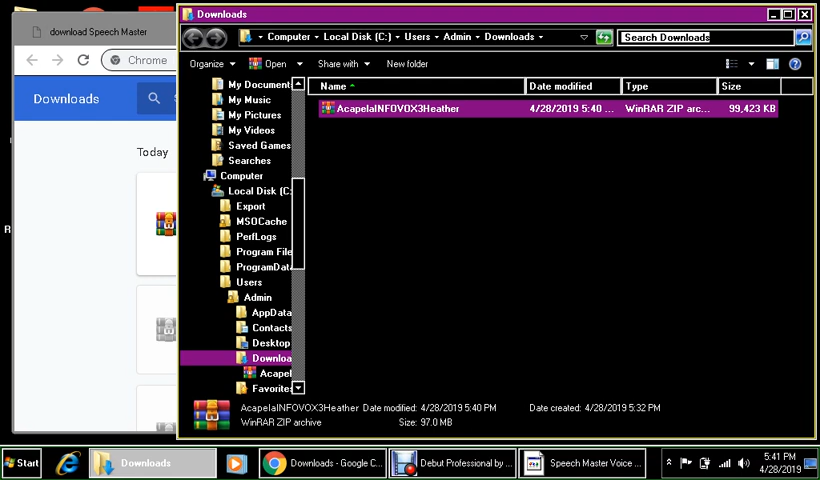 download Speech Master
Chrome
Downloads
Today
Downloads
Computer
Local Disk (C:)
Users
Admin
Downloads
Search Downloads
Organize
Open
Share with
New folder
My Document
My Music
My Pictures
My Videos
Saved Games
Searches
Computer
Local Disk (C:
Export
MSOCache
PerfLogs
Program File
ProgramData
Users
Admin
AppData
Contacts
Desktop
Downloa
Acapel
Favorites
Name
Date modified
Type
Size
AcapelaINFOVOX3Heather
4/28/2019 5:40 ...
WinRAR ZIP arc...
99,423 KB
AcapelaINFOVOX3Heather Date modified: 4/28/2019 5:40 PM
Date created: 4/28/2019 5:32 PM
WinRAR ZIP archive
Size: 97.0 MB
Start
Downloads
Downloads - Google C...
Debut Professional by ...
Speech Master Voice ...
5:41 PM
4/28/2019